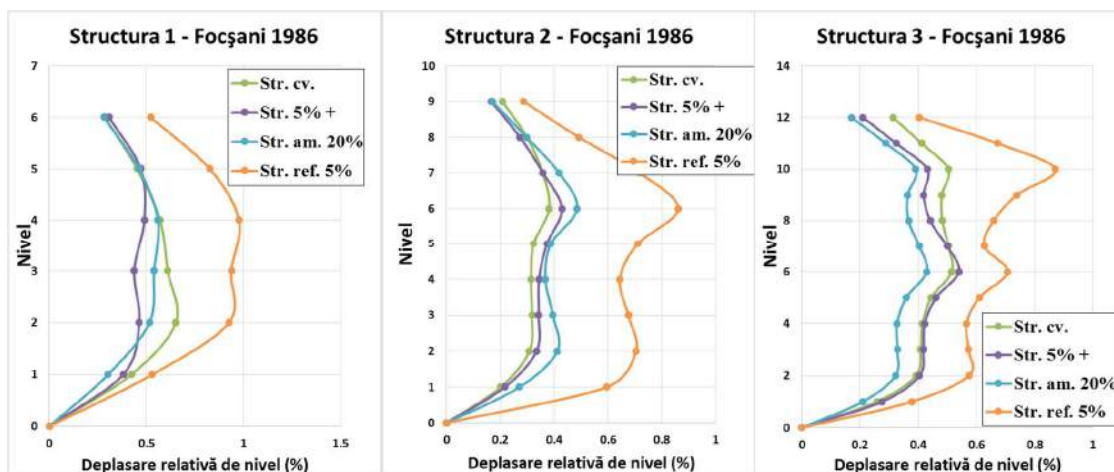 Structura 1 - Focşani 1986
7
6
5
4
3
2
1
0
Nivel
Str. cv.
Str. 5% +
Str. am. 20%
Str. ref. 5%
0
0.5
1
1.5
Deplasare relativă de nivel (%)
Structura 2 - Focşani 1986
10
9
8
7
6
5
4
3
2
1
0
Nivel
Str. cv.
Str. 5% +
Str. am. 20%
Str. ref. 5%
0
0.2
0.4
0.6
0.8
1
Deplasare relativă de nivel (%)
Structura 3 - Focşani 1986
14
12
10
8
6
4
2
0
Nivel
Str. cv.
Str. 5% +
Str. am. 20%
Str. ref. 5%
0
0.2
0.4
0.6
0.8
1
Deplasare relativă de nivel (%)